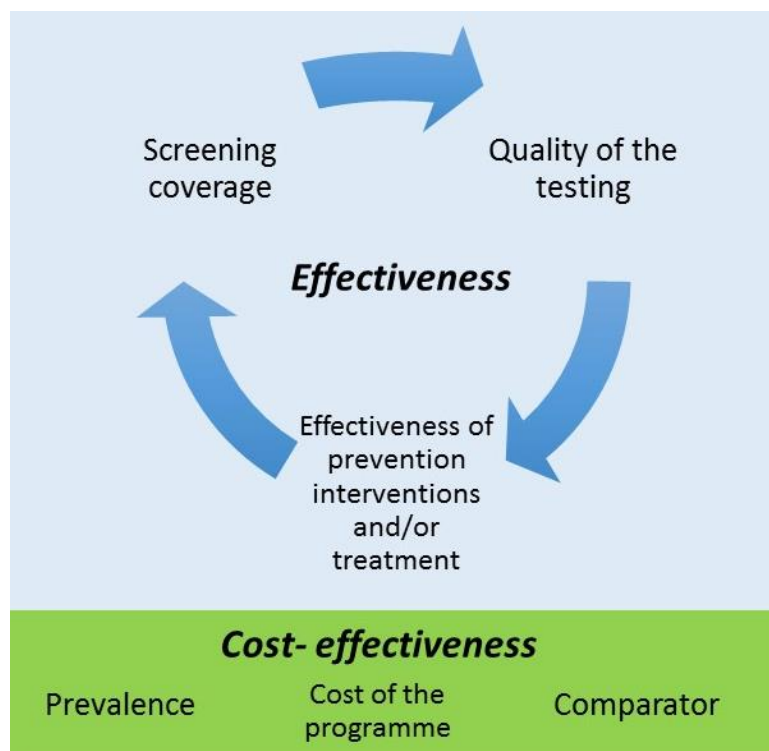 Screening
coverage
Quality of the
testing
Effectiveness
Effectiveness of
prevention
interventions
and/or
treatment
Cost- effectiveness
Prevalence
Cost of the
programme
Comparator